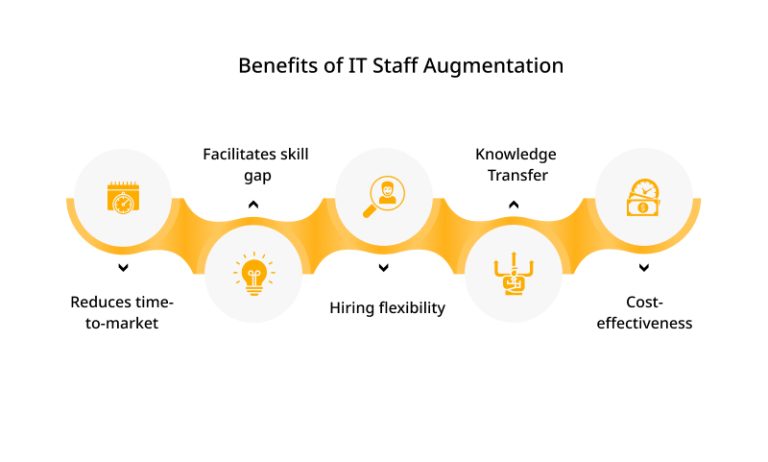 Benefits of IT Staff Augmentation
Facilitates skill
gap
Knowledge
Transfer
Reduces time-
to-market
Hiring flexibility
Cost-
effectiveness